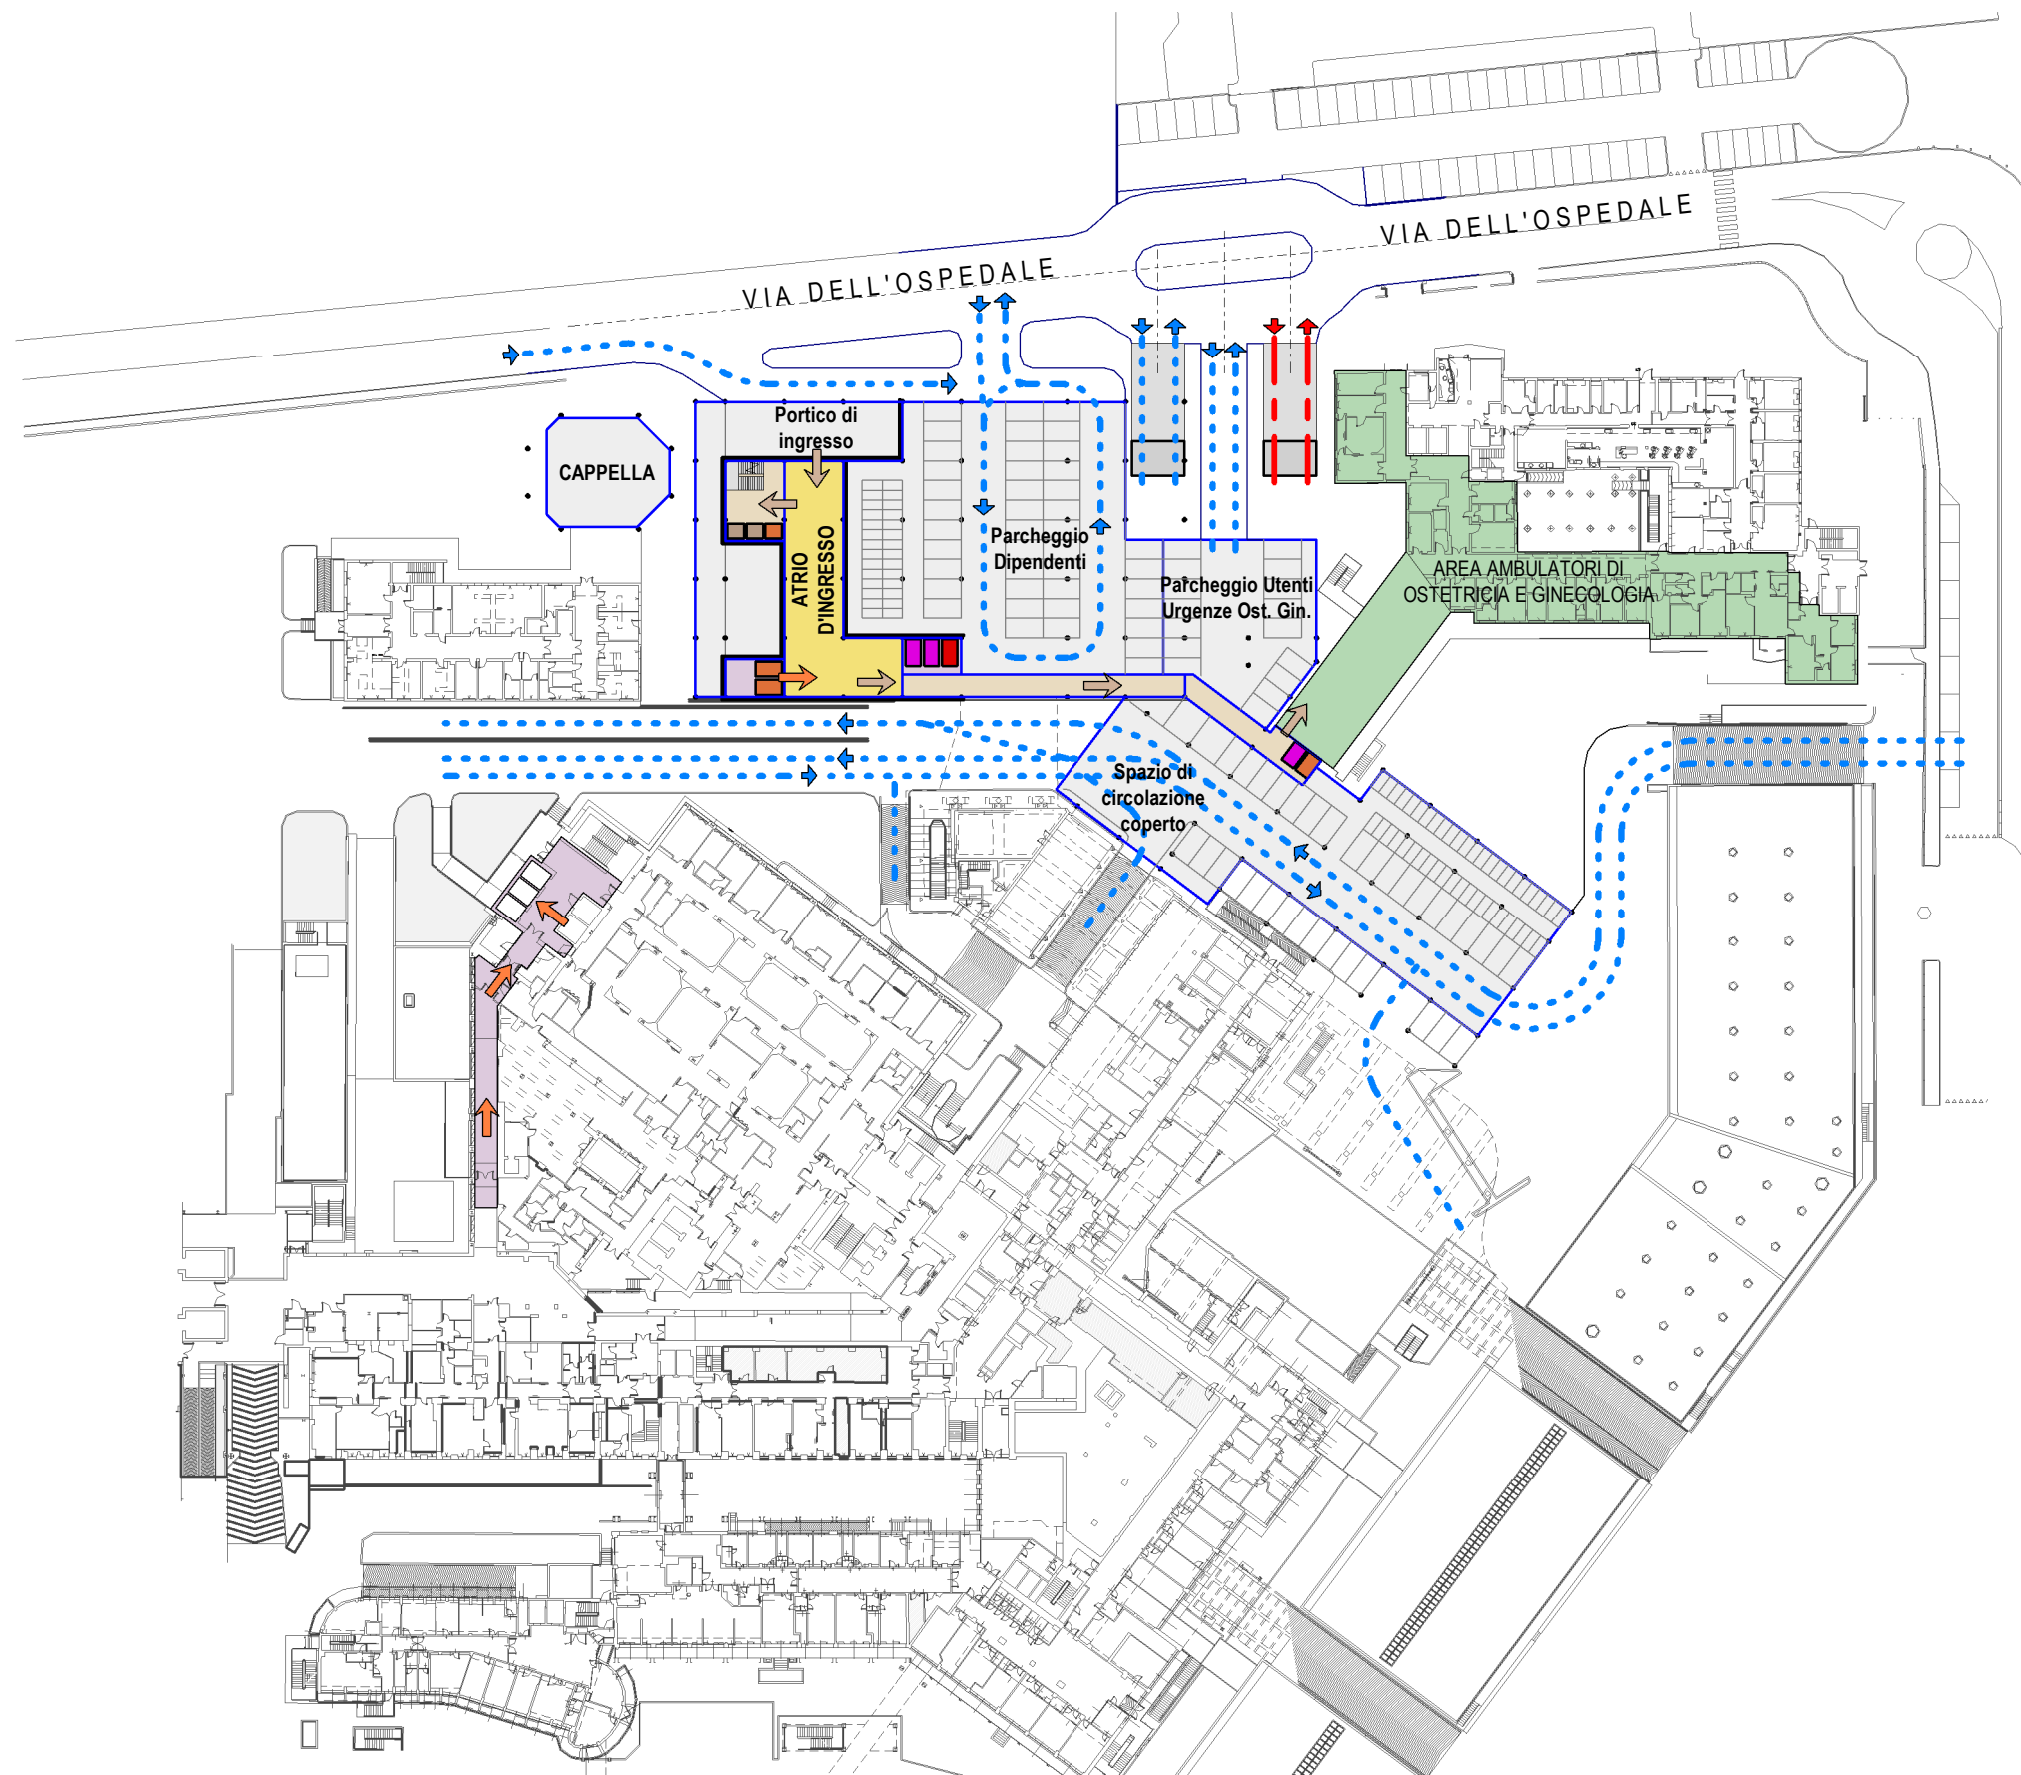 VIA DELL'OSPEDALE
VIA DELL'OSPEDALE
Portico di
ingresso
CAPPELLA
ATRIO
D'INGRESSO
Parcheggio
Dipendenti
Parcheggio Utenti
Urgenze Ost. Gin.
AREA AMBULATORI DI
OSTETRICIA E GINECOLOGIA
Spazio di
circolazione
coperto